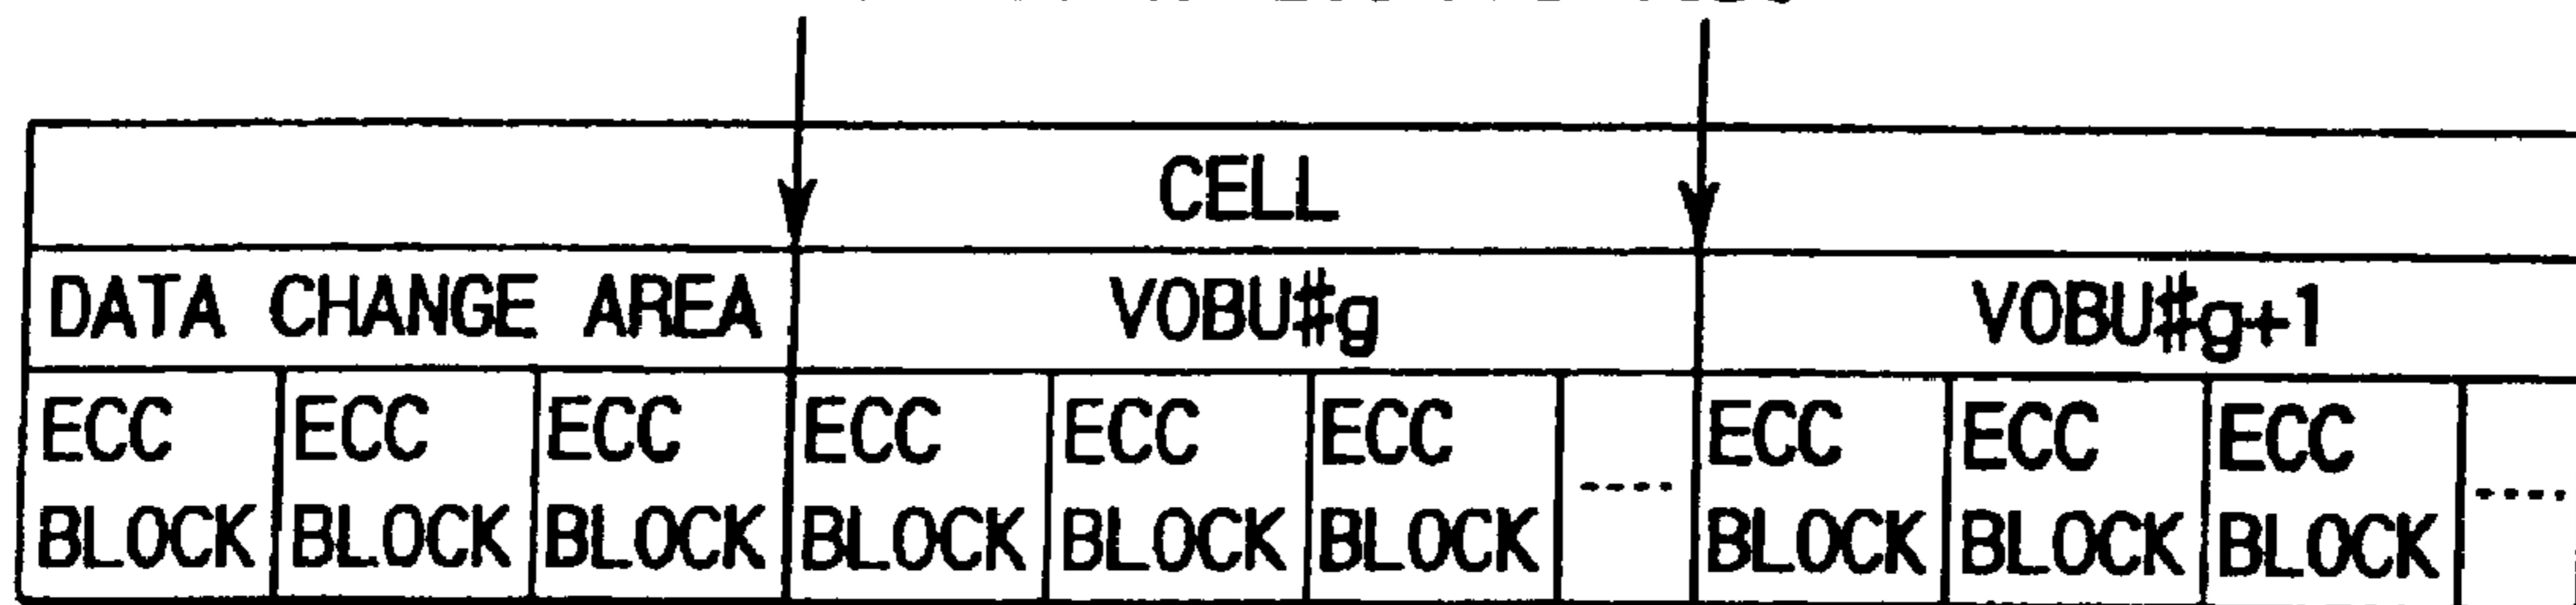 CELL
DATA CHANGE AREA VOBU#g VOBU#g+1
ECC ECC ECC ECC ECC ECC ---- ECC ECC ECC ----
BLOCK BLOCK BLOCK BLOCK BLOCK BLOCK BLOCK BLOCK BLOCK